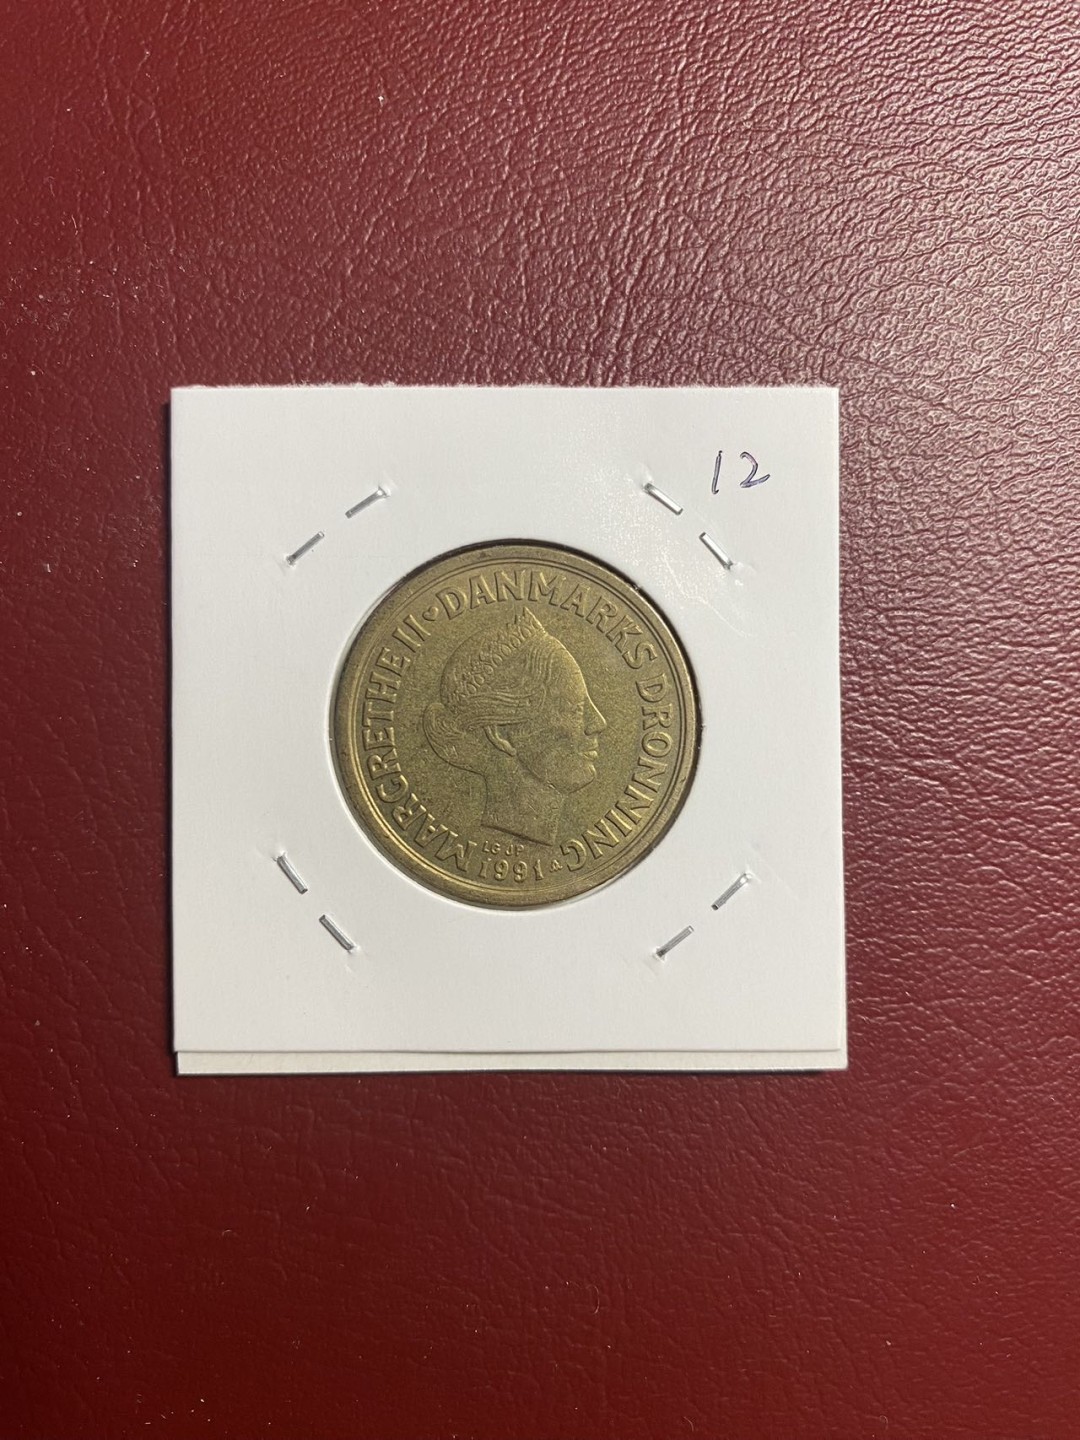 12
MARGRETHE II ♥ DANMARKS DRONNING
LG JP
1991